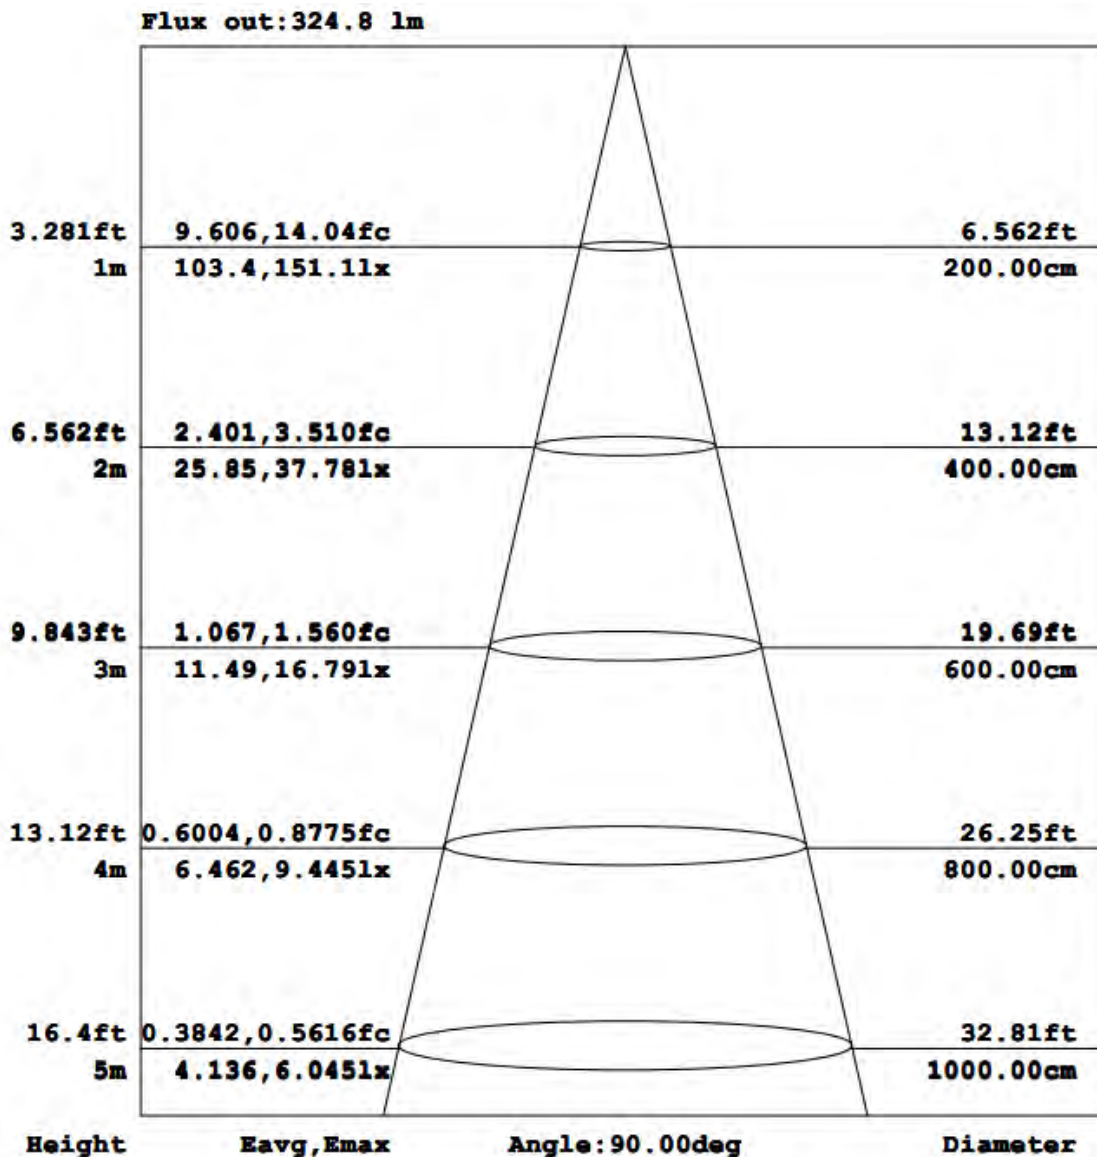 Flux out:324.8 lm
3.281ft 9.606,14.04fc 6.562ft
1m 103.4,151.1lx 200.00cm
6.562ft 2.401,3.510fc 13.12ft
2m 25.85,37.78lx 400.00cm
9.843ft 1.067,1.560fc 19.69ft
3m 11.49,16.79lx 600.00cm
13.12ft 0.6004,0.8775fc 26.25ft
4m 6.462,9.445lx 800.00cm
16.4ft 0.3842,0.5616fc 32.81ft
5m 4.136,6.045lx 1000.00cm
Height Eavg,Emax Angle:90.00deg Diameter